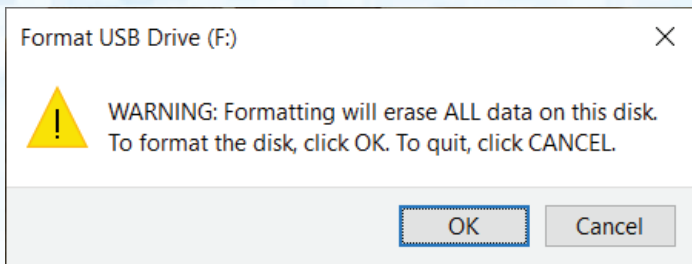 Format USB Drive (F:)
WARNING: Formatting will erase ALL data on this disk.
To format the disk, click OK. To quit, click CANCEL.
OK
Cancel